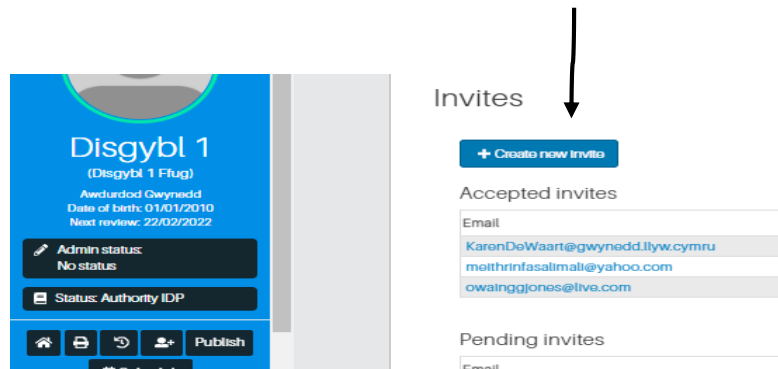 Disgybl 1
(Disgybl 1 Ffug)
Awdurdod Gwynedd
Date of birth: 01/01/2010
Next review: 22/02/2022
Admin status:
No status
Status: Authority IDP
Publish
Invites
+ Create new invite
Accepted invites
Email
KarenDeWaart@gwynedd.llyw.cymru
meithrinfasalimali@yahoo.com
owainggjones@live.com
Pending invites
Email